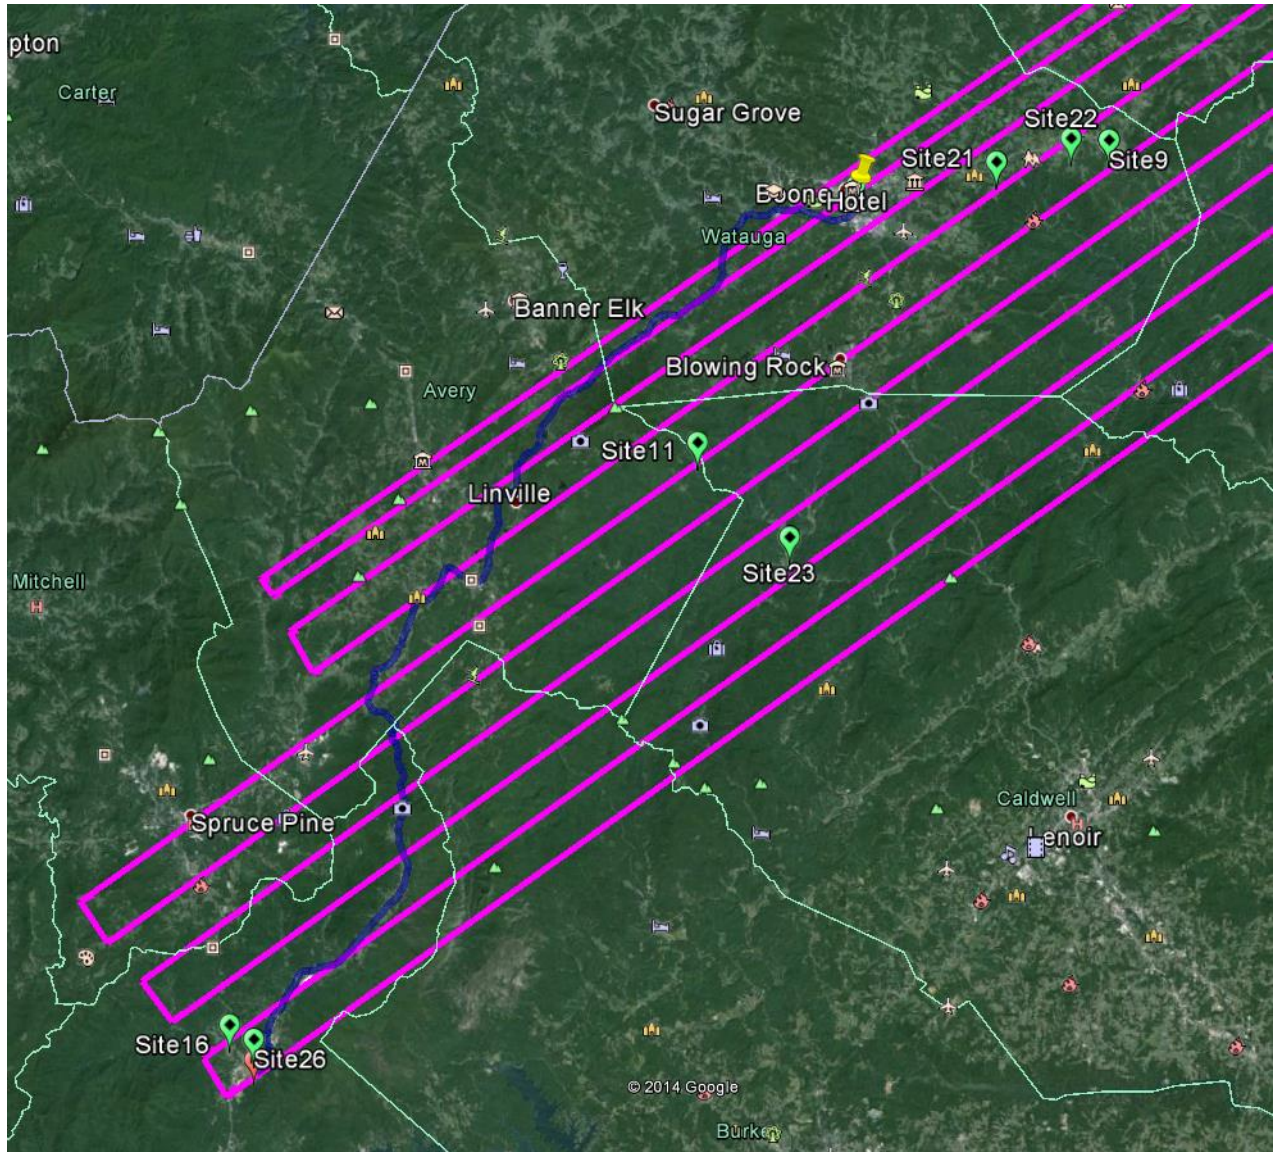 pton
Carter
Sugar Grove
Site22
Site21
Site9
Boone
Hotel
Watauga
Banner Elk
Blowing Rock
Avery
Site11
Linville
Site23
Mitchell
Caldwell
Spruce Pine
Lenoir
Site16
Site26
© 2014 Google
Burke